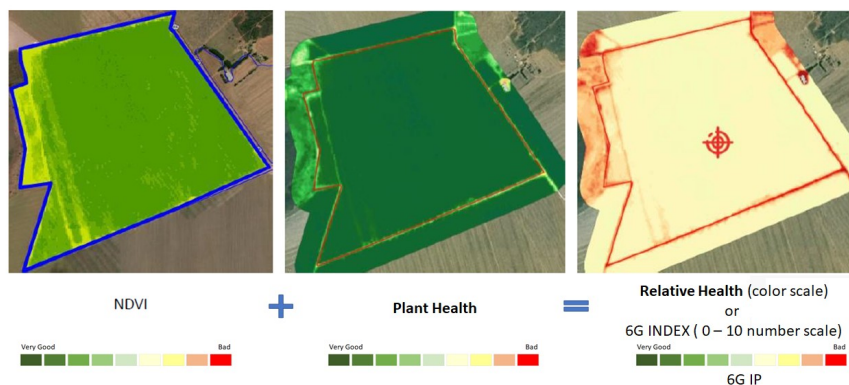 NDVI
+
Plant Health
=
Relative Health (color scale)
or
6G INDEX ( 0 – 10 number scale)
Very Good Bad
Very Good Bad
Very Good Bad
6G IP